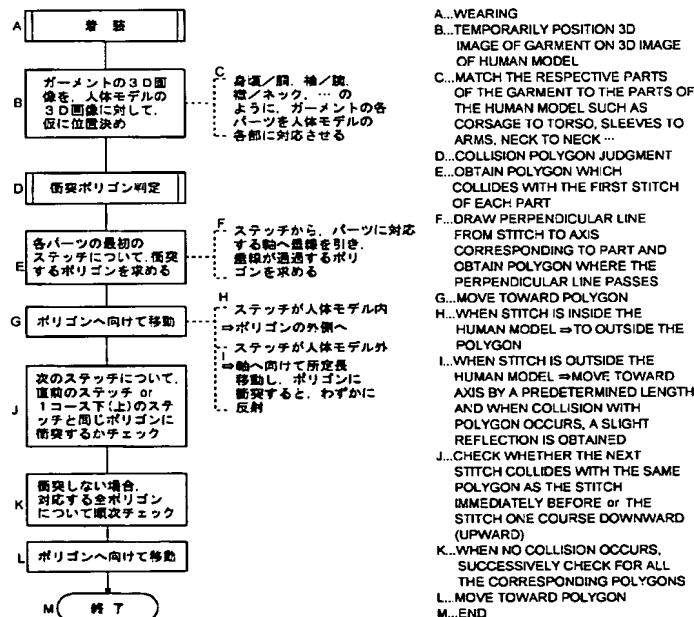 A
着 装
B
ガーメントの3D画
像を、人体モデルの
3D画像に対して、
仮に位置決め
C
身頃/胴、袖/腕、
襟/ネック、… の
ように、ガーメントの各
パーツを人体モデルの
各部に対応させる
D
衝突ポリゴン判定
E
各パーツの最初の
ステッチについて、衝突
するポリゴンを求める
F
ステッチから、パーツに対応
する軸へ垂線を引き、
垂線が通過するポリ
ゴンを求める
G
ポリゴンへ向けて移動
H
ステッチが人体モデル内
⇒ポリゴンの外側へ
ステッチが人体モデル外
I
⇒軸へ向けて所定長
移動し、ポリゴンに
衝突すると、わずかに
反射
J
次のステッチについて、
直前のステッチ or
1コース下(上)のステ
ッチと同じポリゴンに
衝突するかチェック
K
衝突しない場合、
対応する全ポリゴン
について順次チェック
L
ポリゴンへ向けて移動
M
終 了
A...WEARING
B...TEMPORARILY POSITION 3D
IMAGE OF GARMENT ON 3D IMAGE
OF HUMAN MODEL
C...MATCH THE RESPECTIVE PARTS
OF THE GARMENT TO THE PARTS OF
THE HUMAN MODEL SUCH AS
CORSAGE TO TORSO, SLEEVES TO
ARMS, NECK TO NECK ...
D...COLLISION POLYGON JUDGMENT
E...OBTAIN POLYGON WHICH
COLLIDES WITH THE FIRST STITCH
OF EACH PART
F...DRAW PERPENDICULAR LINE
FROM STITCH TO AXIS
CORRESPONDING TO PART AND
OBTAIN POLYGON WHERE THE
PERPENDICULAR LINE PASSES
G...MOVE TOWARD POLYGON
H...WHEN STITCH IS INSIDE THE
HUMAN MODEL ⇒TO OUTSIDE THE
POLYGON
I...WHEN STITCH IS OUTSIDE THE
HUMAN MODEL ⇒MOVE TOWARD
AXIS BY A PREDETERMINED LENGTH
AND WHEN COLLISION WITH
POLYGON OCCURS, A SLIGHT
REFLECTION IS OBTAINED
J...CHECK WHETHER THE NEXT
STITCH COLLIDES WITH THE SAME
POLYGON AS THE STITCH
IMMEDIATELY BEFORE or THE
STITCH ONE COURSE DOWNWARD
(UPWARD)
K...WHEN NO COLLISION OCCURS,
SUCCESSIVELY CHECK FOR ALL
THE CORRESPONDING POLYGONS
L...MOVE TOWARD POLYGON
M...END